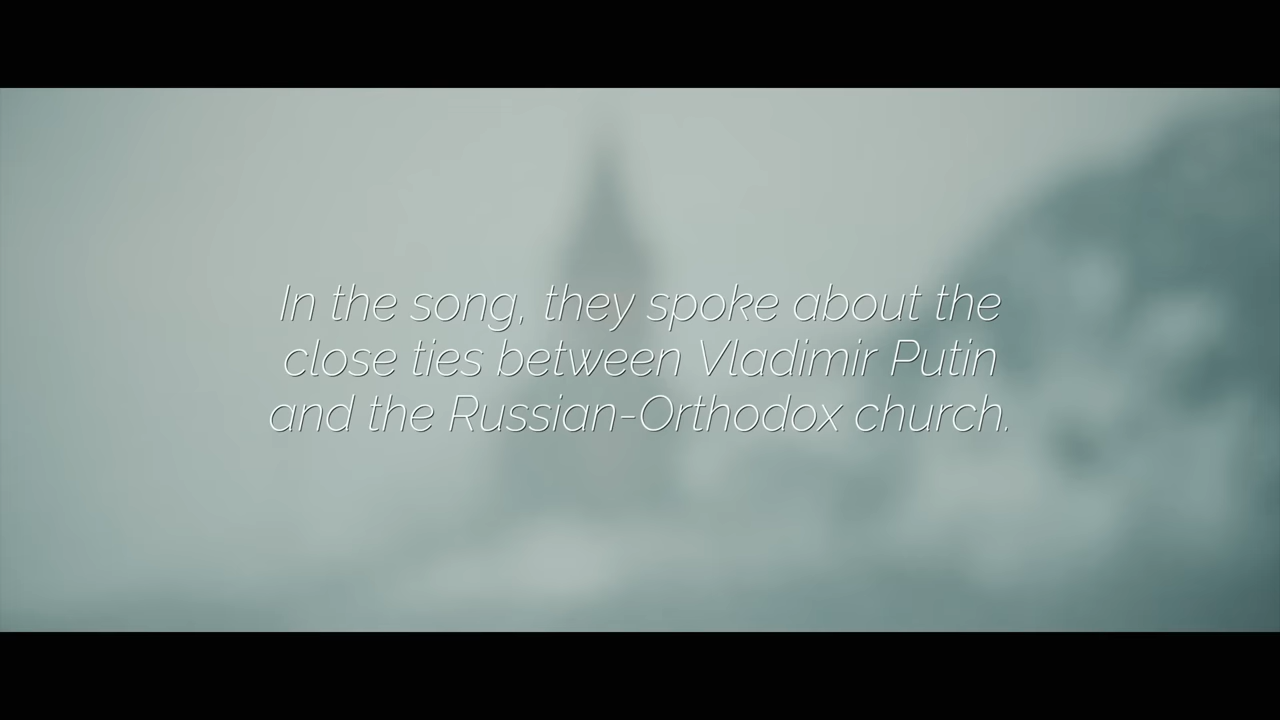 In the song, they spoke about the
close ties between Vladimir Putin
and the Russian-Orthodox church.